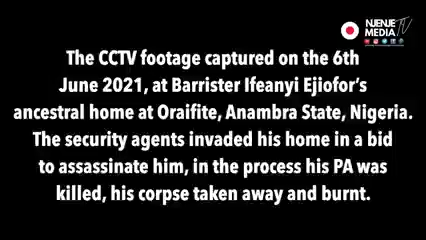 NJENJE TV
MEDIA
The CCTV footage captured on the 6th
June 2021, at Barrister Ifeanyi Ejiofor’s
ancestral home at Oraifite, Anambra State, Nigeria.
The security agents invaded his home in a bid
to assassinate him, in the process his PA was
killed, his corpse taken away and burnt.